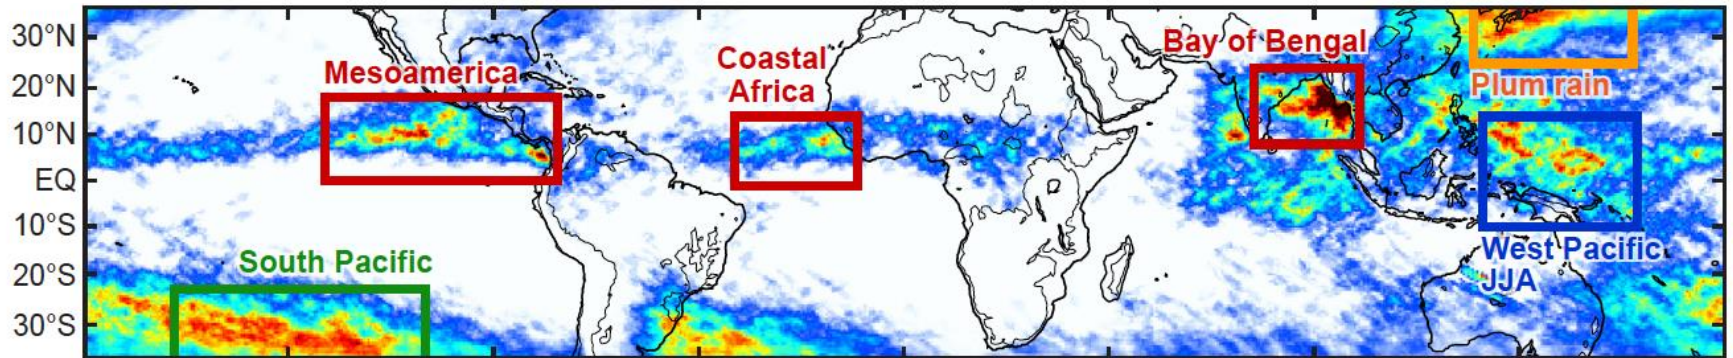 30°N
20°N
10°N
EQ
10°S
20°S
30°S
Mesoamerica
Coastal
Africa
Bay of Bengal
Plum rain
South Pacific
West Pacific
JJA